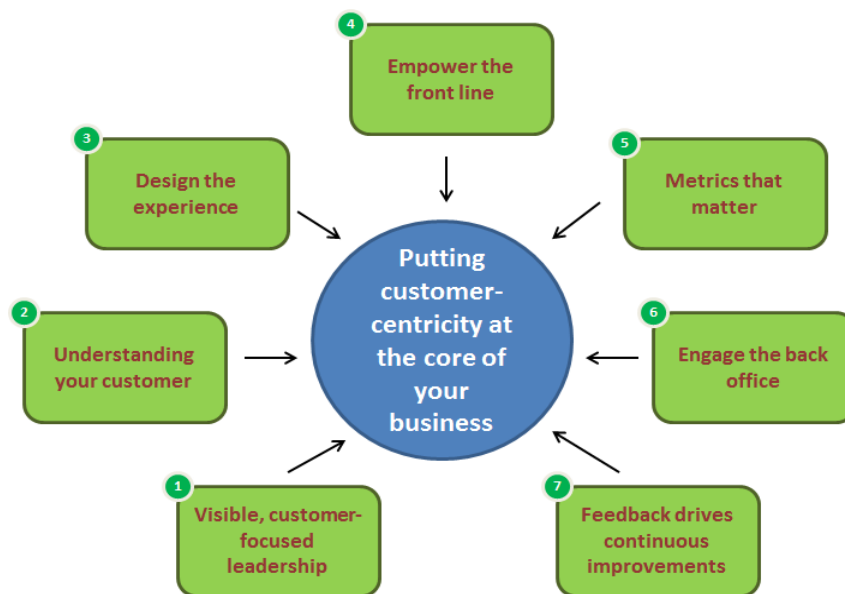 4
Empower the
front line
3
Design the
experience
5
Metrics that
matter
Putting
customer-
centricity at
the core of
your
business
2
Understanding
your customer
6
Engage the back
office
1
Visible, customer-
focused
leadership
7
Feedback drives
continuous
improvements